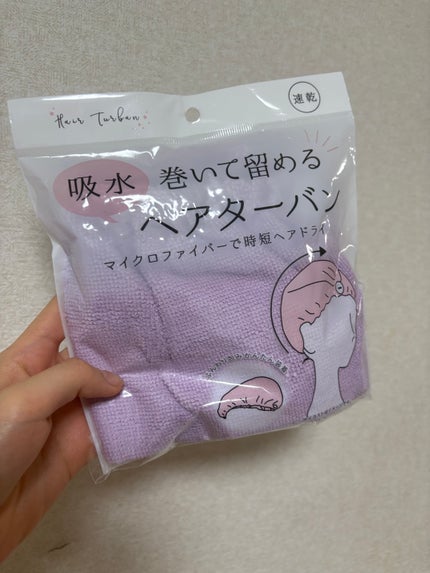 Hair Turban
速乾
吸水 巻いて留める
ヘアターバン
マイクロファイバーで時短ヘアドライ